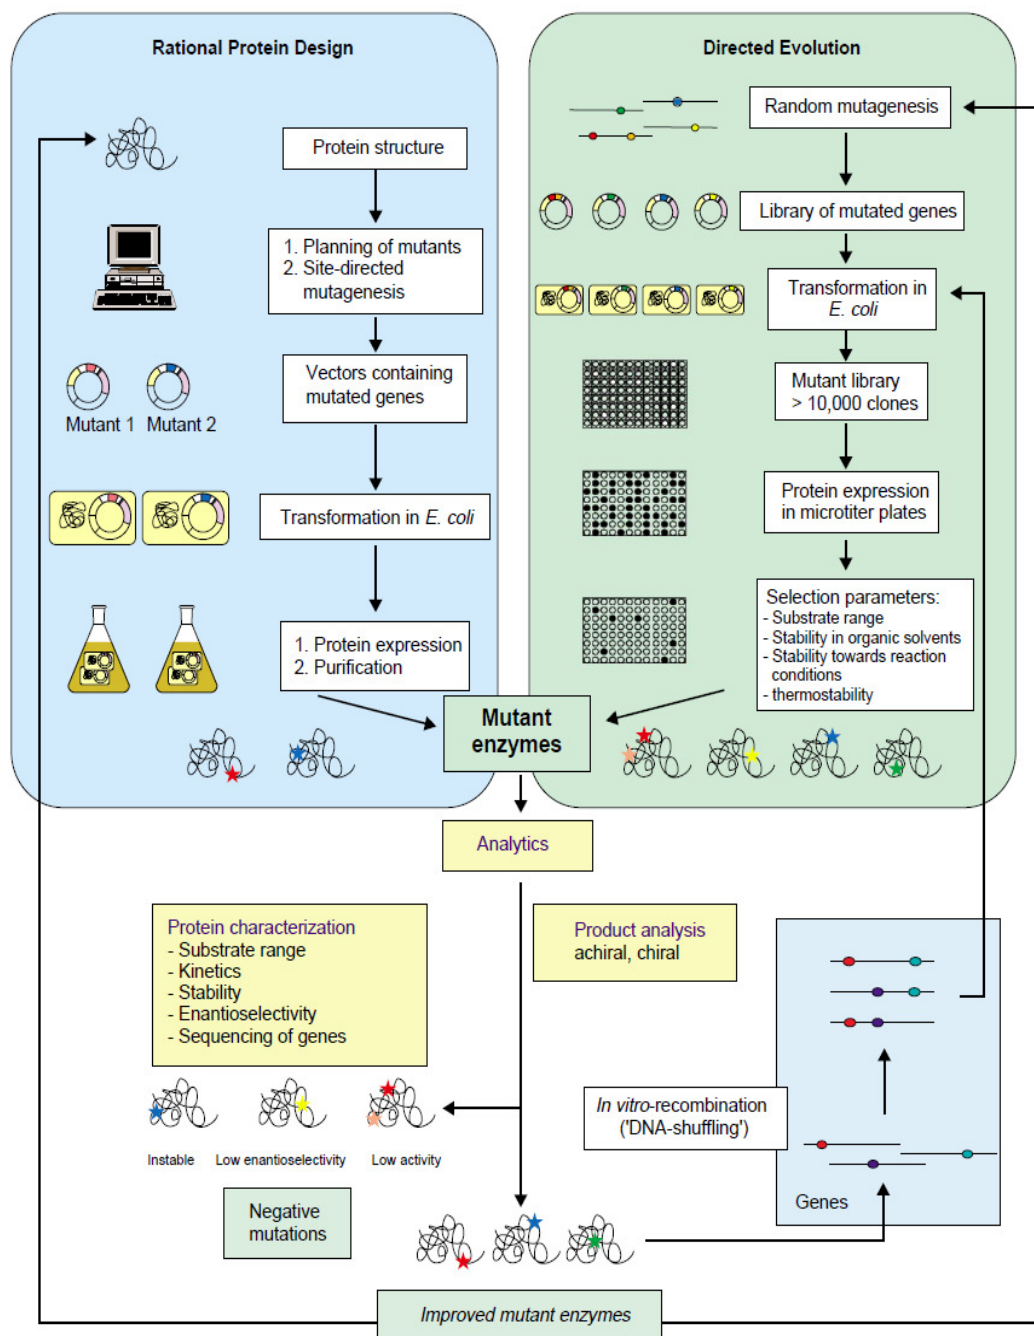 Rational Protein Design
Protein structure
1. Planning of mutants
2. Site-directed
mutagenesis
Vectors containing
mutated genes
Mutant 1 Mutant 2
Transformation in E. coli
1. Protein expression
2. Purification
Directed Evolution
Random mutagenesis
Library of mutated genes
Transformation in
E. coli
Mutant library
> 10,000 clones
Protein expression
in microtiter plates
Selection parameters:
- Substrate range
- Stability in organic solvents
- Stability towards reaction
conditions
- thermostability
Mutant
enzymes
Analytics
Protein characterization
- Substrate range
- Kinetics
- Stability
- Enantioselectivity
- Sequencing of genes
Product analysis
achiral, chiral
Instable
Low enantioselectivity
Low activity
Negative
mutations
In vitro-recombination
('DNA-shuffling')
Genes
Improved mutant enzymes